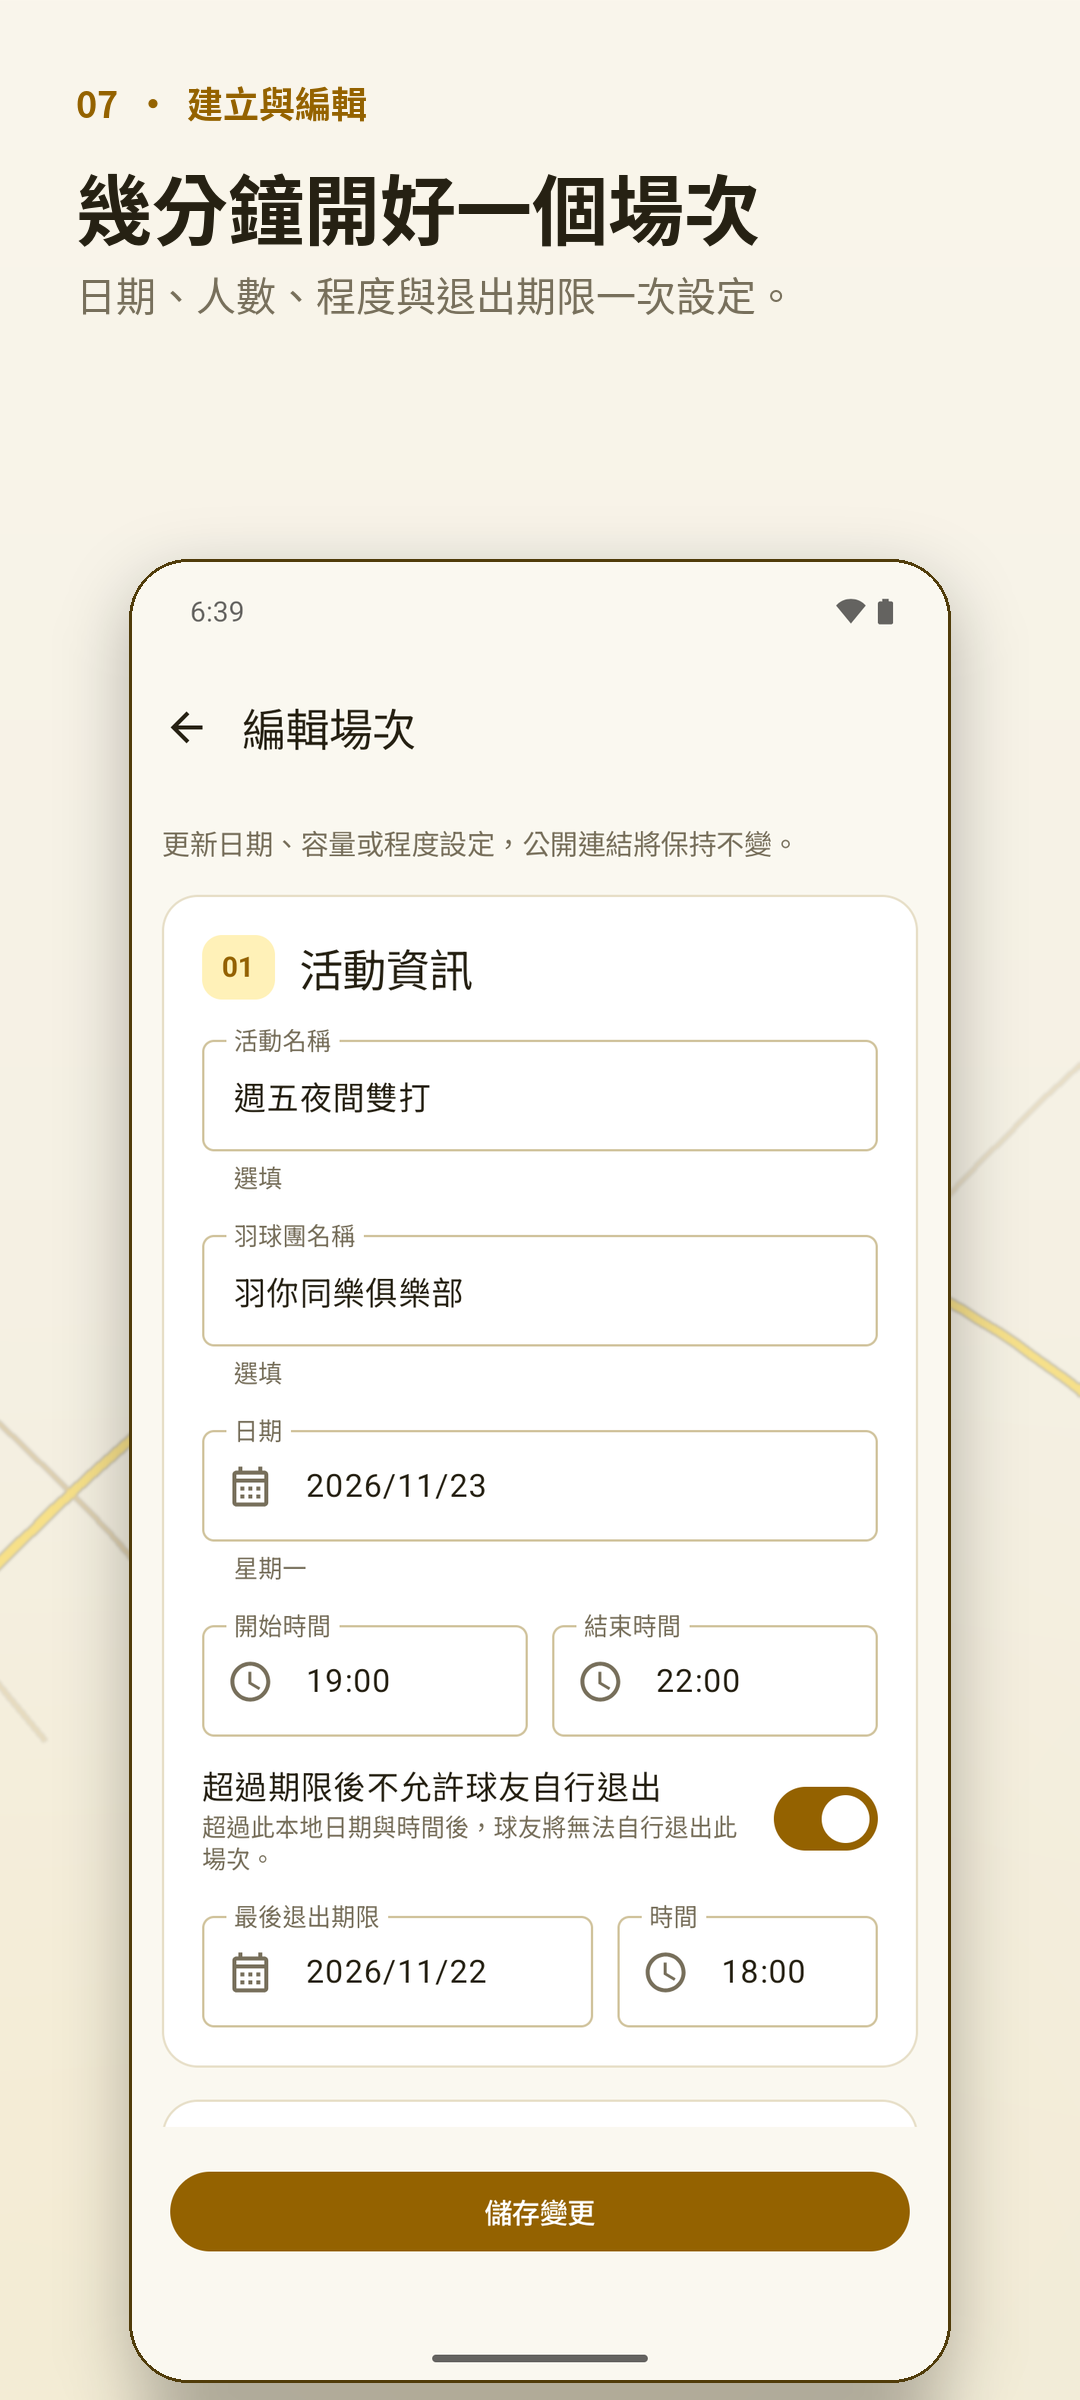 07 • 建立與編輯
幾分鐘開好一個場次
日期、人數、程度與退出期限一次設定。
6:39
編輯場次
更新日期、容量或程度設定，公開連結將保持不變。
01 活動資訊
活動名稱
週五夜間雙打
選填
羽球團名稱
羽你同樂俱樂部
選填
日期
2026/11/23
星期一
開始時間
19:00
結束時間
22:00
超過期限後不允許球友自行退出
超過此本地日期與時間後，球友將無法自行退出此
場次。
最後退出期限
2026/11/22
時間
18:00
儲存變更